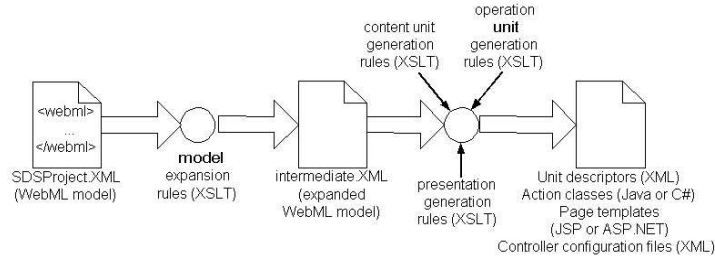 content unit
generation
rules (XSLT)
operation
unit
generation
rules (XSLT)
<webml>
...
</webml>
SDSProject.XML
(WebML model)
model
expansion
rules (XSLT)
intermediate.XML
(expanded
WebML model)
presentation
generation
rules (XSLT)
Unit descriptors (XML)
Action classes (Java or C#)
Page templates
(JSP or ASP.NET)
Controller configuration files (XML)